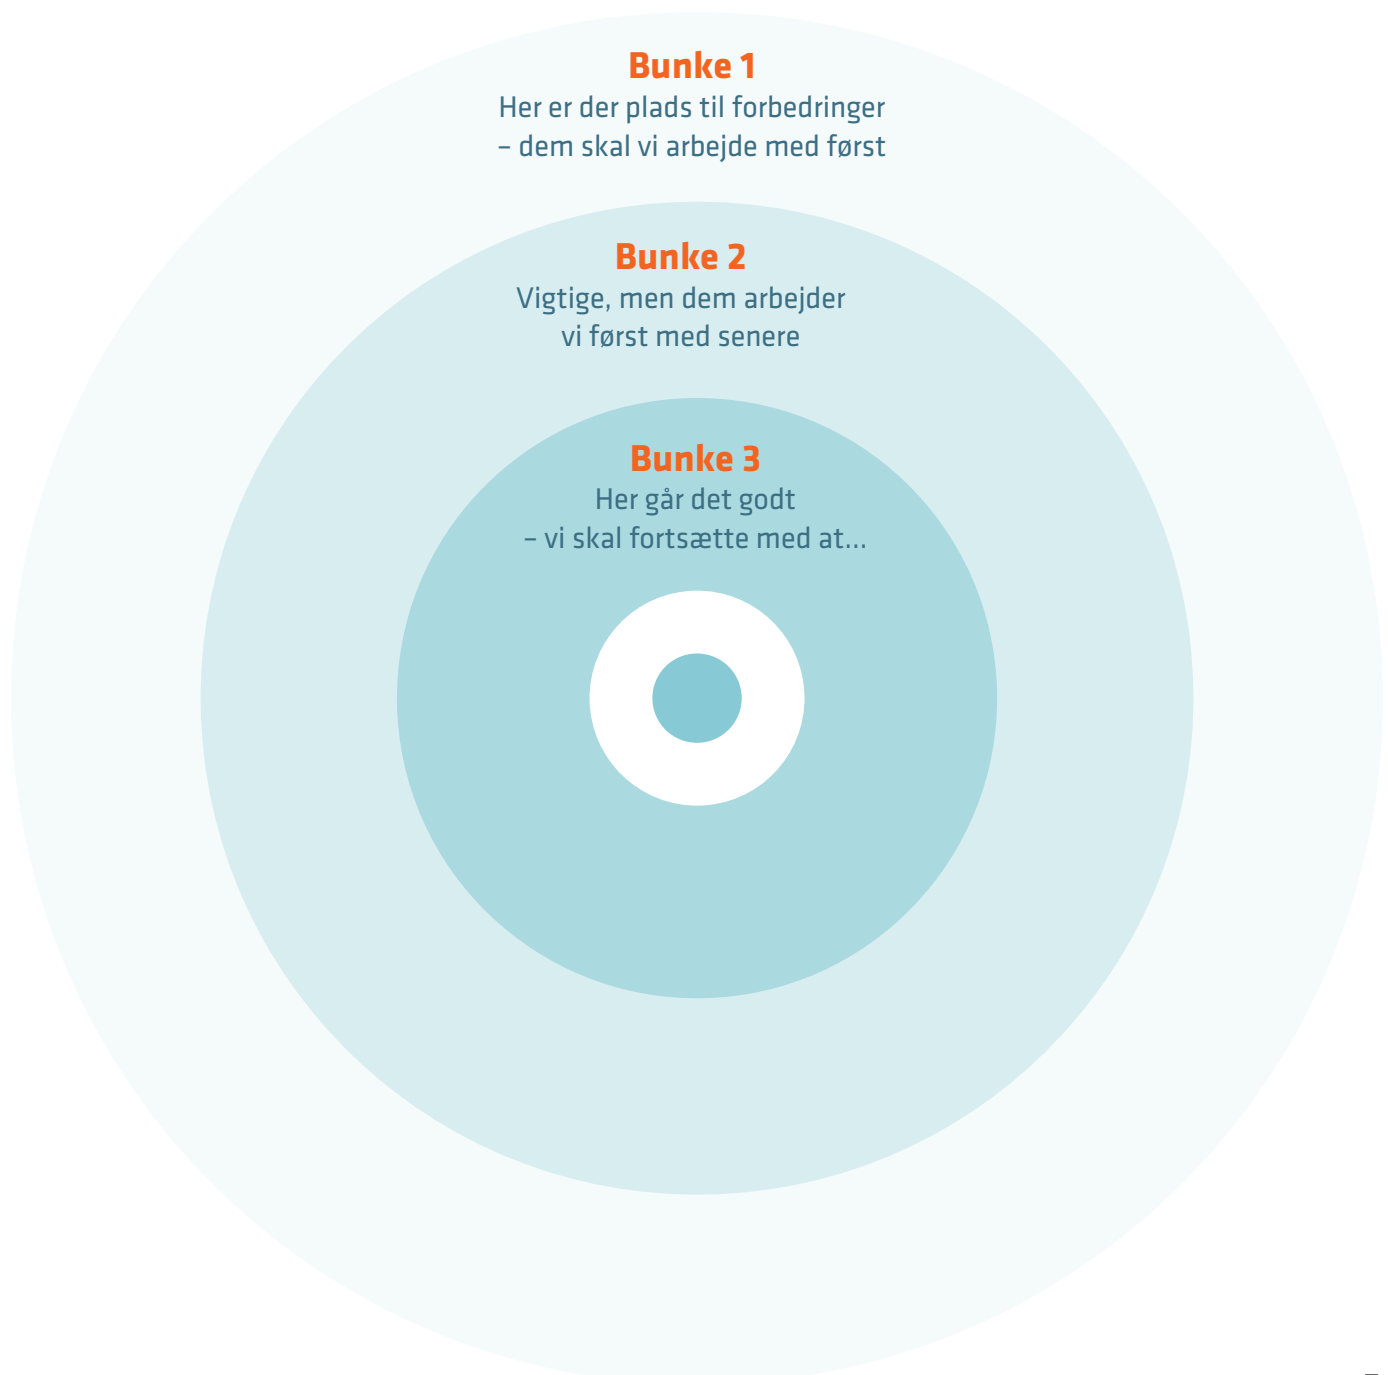 Bunke 1
Her er der plads til forbedringer
– dem skal vi arbejde med først
Bunke 2
Vigtige, men dem arbejder
vi først med senere
Bunke 3
Her går det godt
– vi skal fortsætte med at...